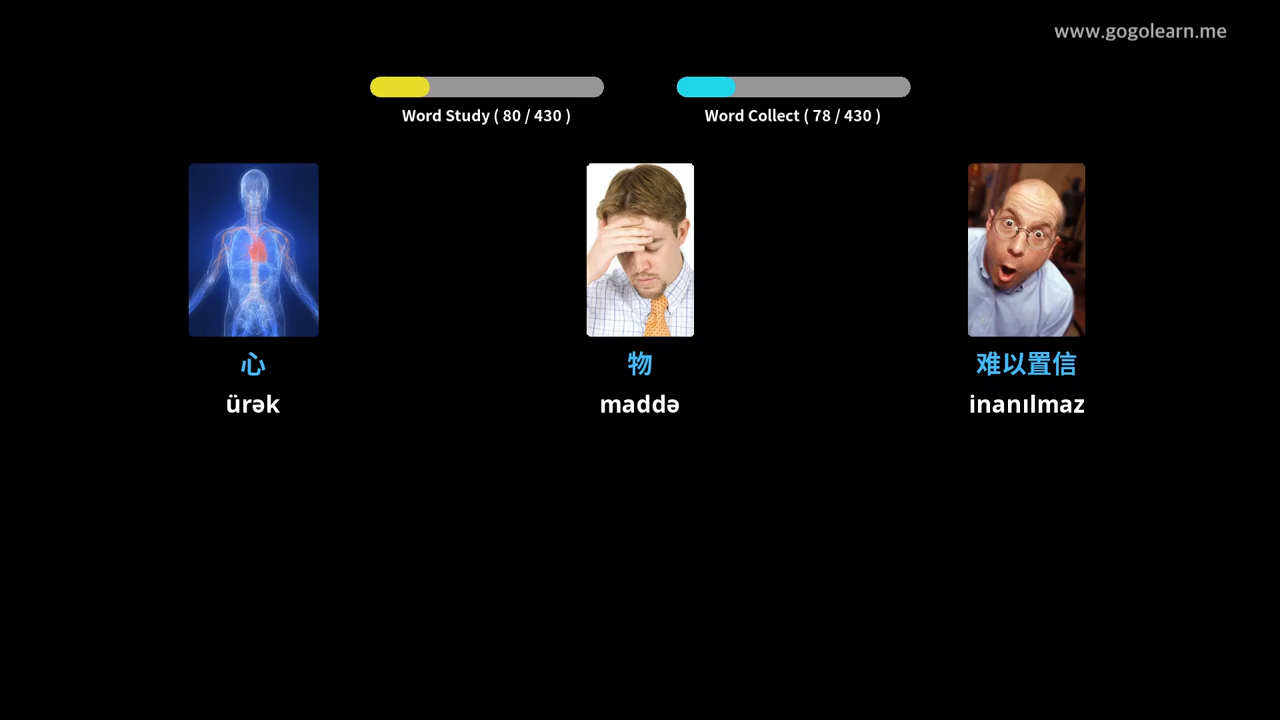 www.gogolearn.me
Word Study ( 80 / 430 )
Word Collect ( 78 / 430 )
心
物
难以置信
ürək
maddə
inanılmaz